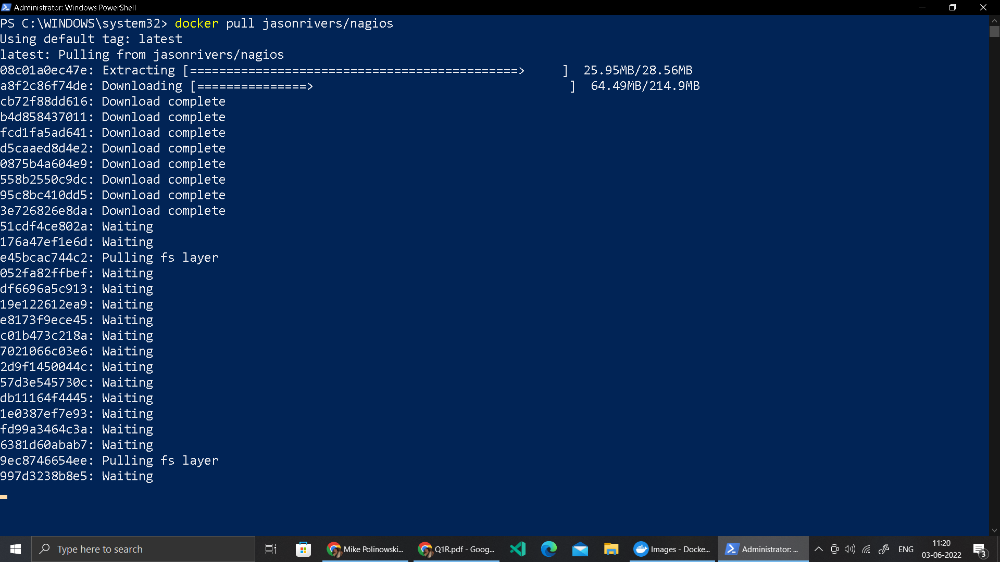 Administrator: Windows PowerShell
PS C:\WINDOWS\system32> docker pull jasonrivers/nagios
Using default tag: latest
latest: Pulling from jasonrivers/nagios
08c01a0ec47e: Extracting [=============================================>     ]  25.95MB/28.56MB
a8f2c86f74de: Downloading [===============>                                   ]  64.49MB/214.9MB
cb72f88dd616: Download complete
b4d858437011: Download complete
fcd1fa5ad641: Download complete
d5caaed8d4e2: Download complete
0875b4a604e9: Download complete
558b2550c9dc: Download complete
95c8bc410dd5: Download complete
3e726826e8da: Download complete
51cdf4ce802a: Waiting
176a47ef1e6d: Waiting
e45bcac744c2: Pulling fs layer
052fa82ffbef: Waiting
df6696a5c913: Waiting
19e122612ea9: Waiting
e8173f9ece45: Waiting
c01b473c218a: Waiting
7021066c03e6: Waiting
2d9f1450044c: Waiting
57d3e545730c: Waiting
db11164f4445: Waiting
1e0387ef7e93: Waiting
fd99a3464c3a: Waiting
6381d60abab7: Waiting
9ec8746654ee: Pulling fs layer
997d3238b8e5: Waiting
Type here to search
Mike Polinowski...
Q1R.pdf - Goog...
Images - Docke...
Administrator: ...
ENG
11:20
03-06-2022
3